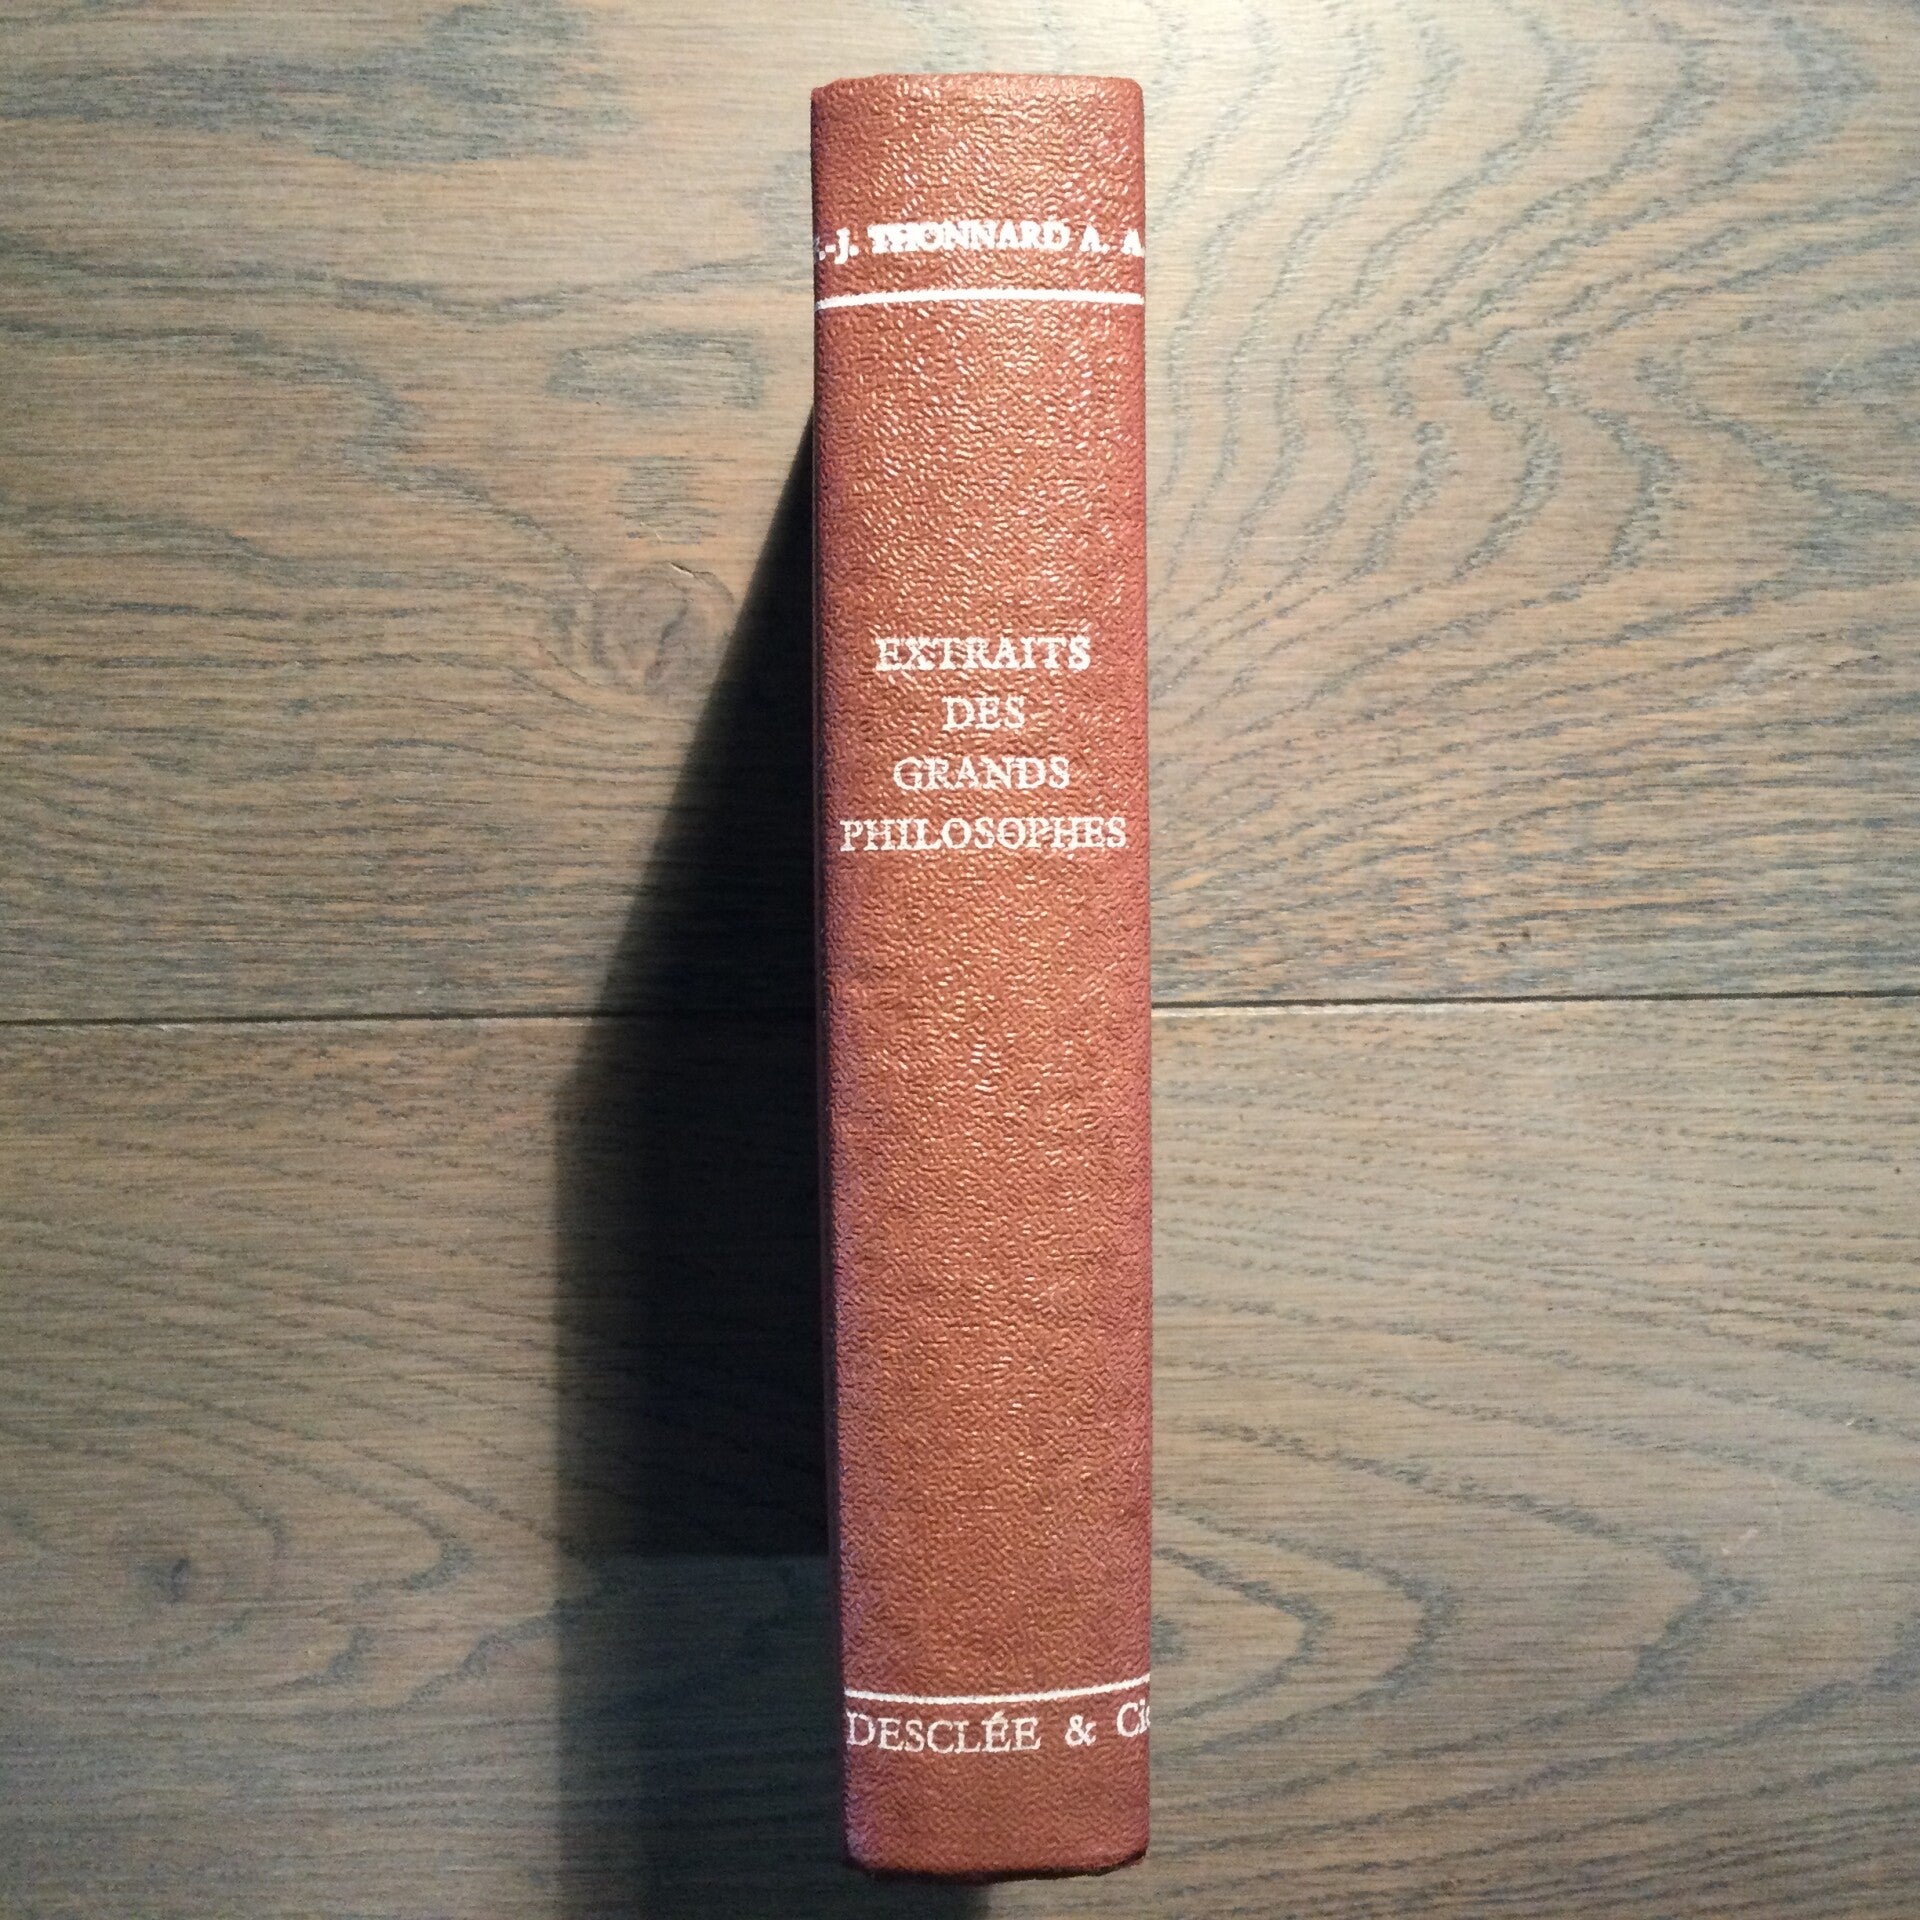 .-J. THONNARD A. A.
EXTRAITS
DES
GRANDS
PHILOSOPHES
DESCLÉE & Cie